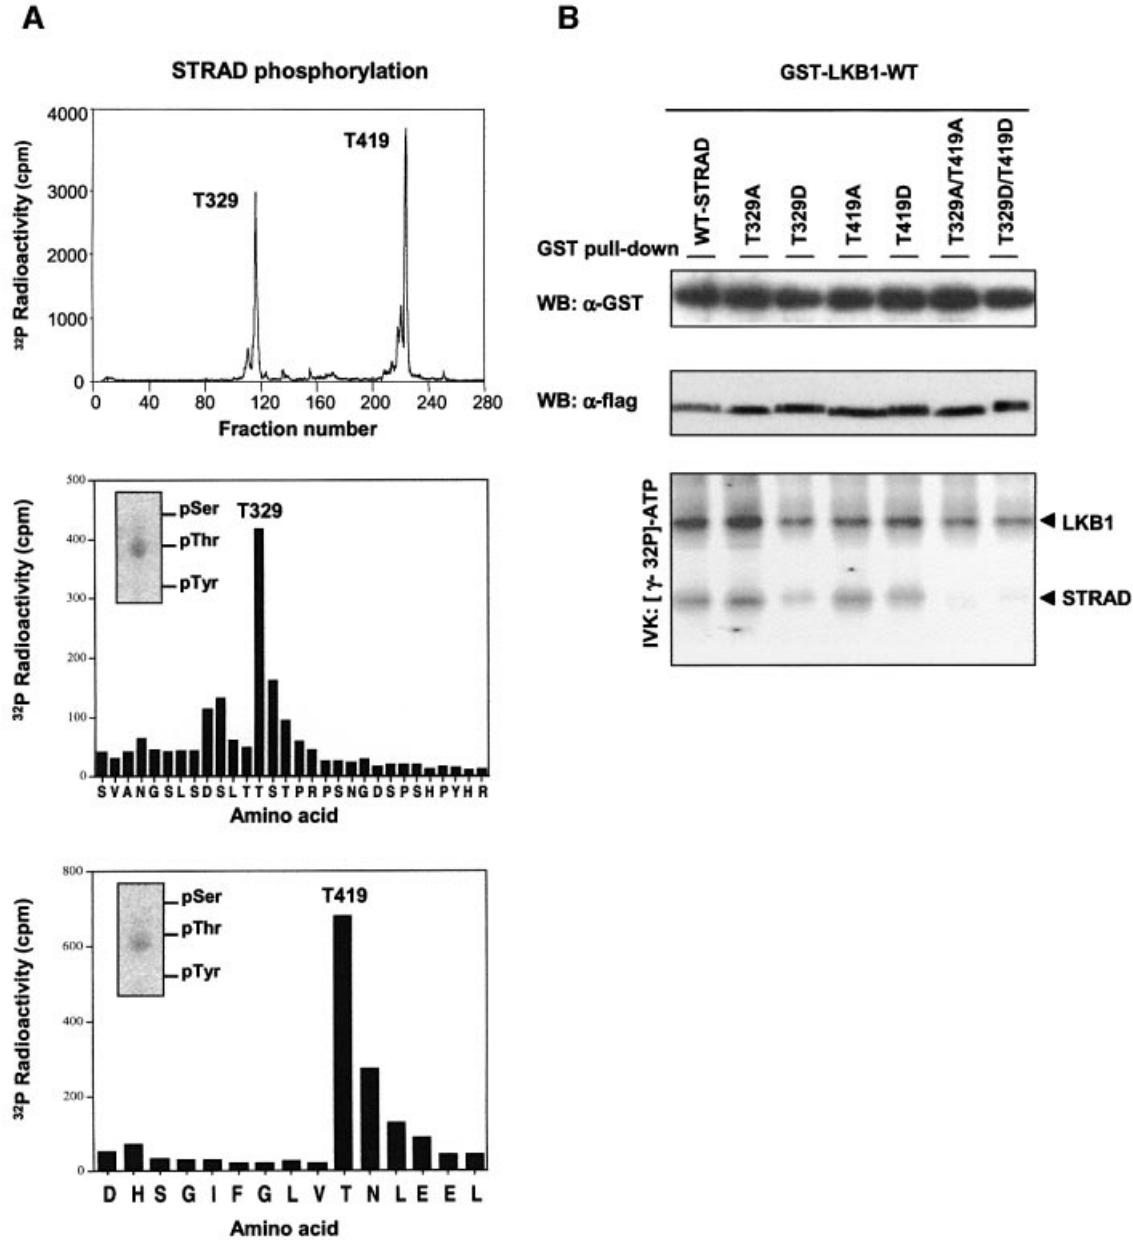 A
STRAD phosphorylation
4000
3000
2000
1000
0
32P Radioactivity (cpm)
T329
T419
0 40 80 120 160 200 240 280
Fraction number
500
400
300
200
100
0
32P Radioactivity (cpm)
pSer
pThr
pTyr
T329
S V A N G S L S D S L T T S T P R P S N G D S P S H P Y H R
Amino acid
800
600
400
200
0
32P Radioactivity (cpm)
pSer
pThr
pTyr
T419
D H S G I F G L V T N L E E L
Amino acid
B
GST-LKB1-WT
GST pull-down
WT-STRAD
T329A
T329D
T419A
T419D
T329A/T419A
T329D/T419D
WB: α-GST
WB: α-flag
IVK: [ γ- 32P]-ATP
LKB1
STRAD